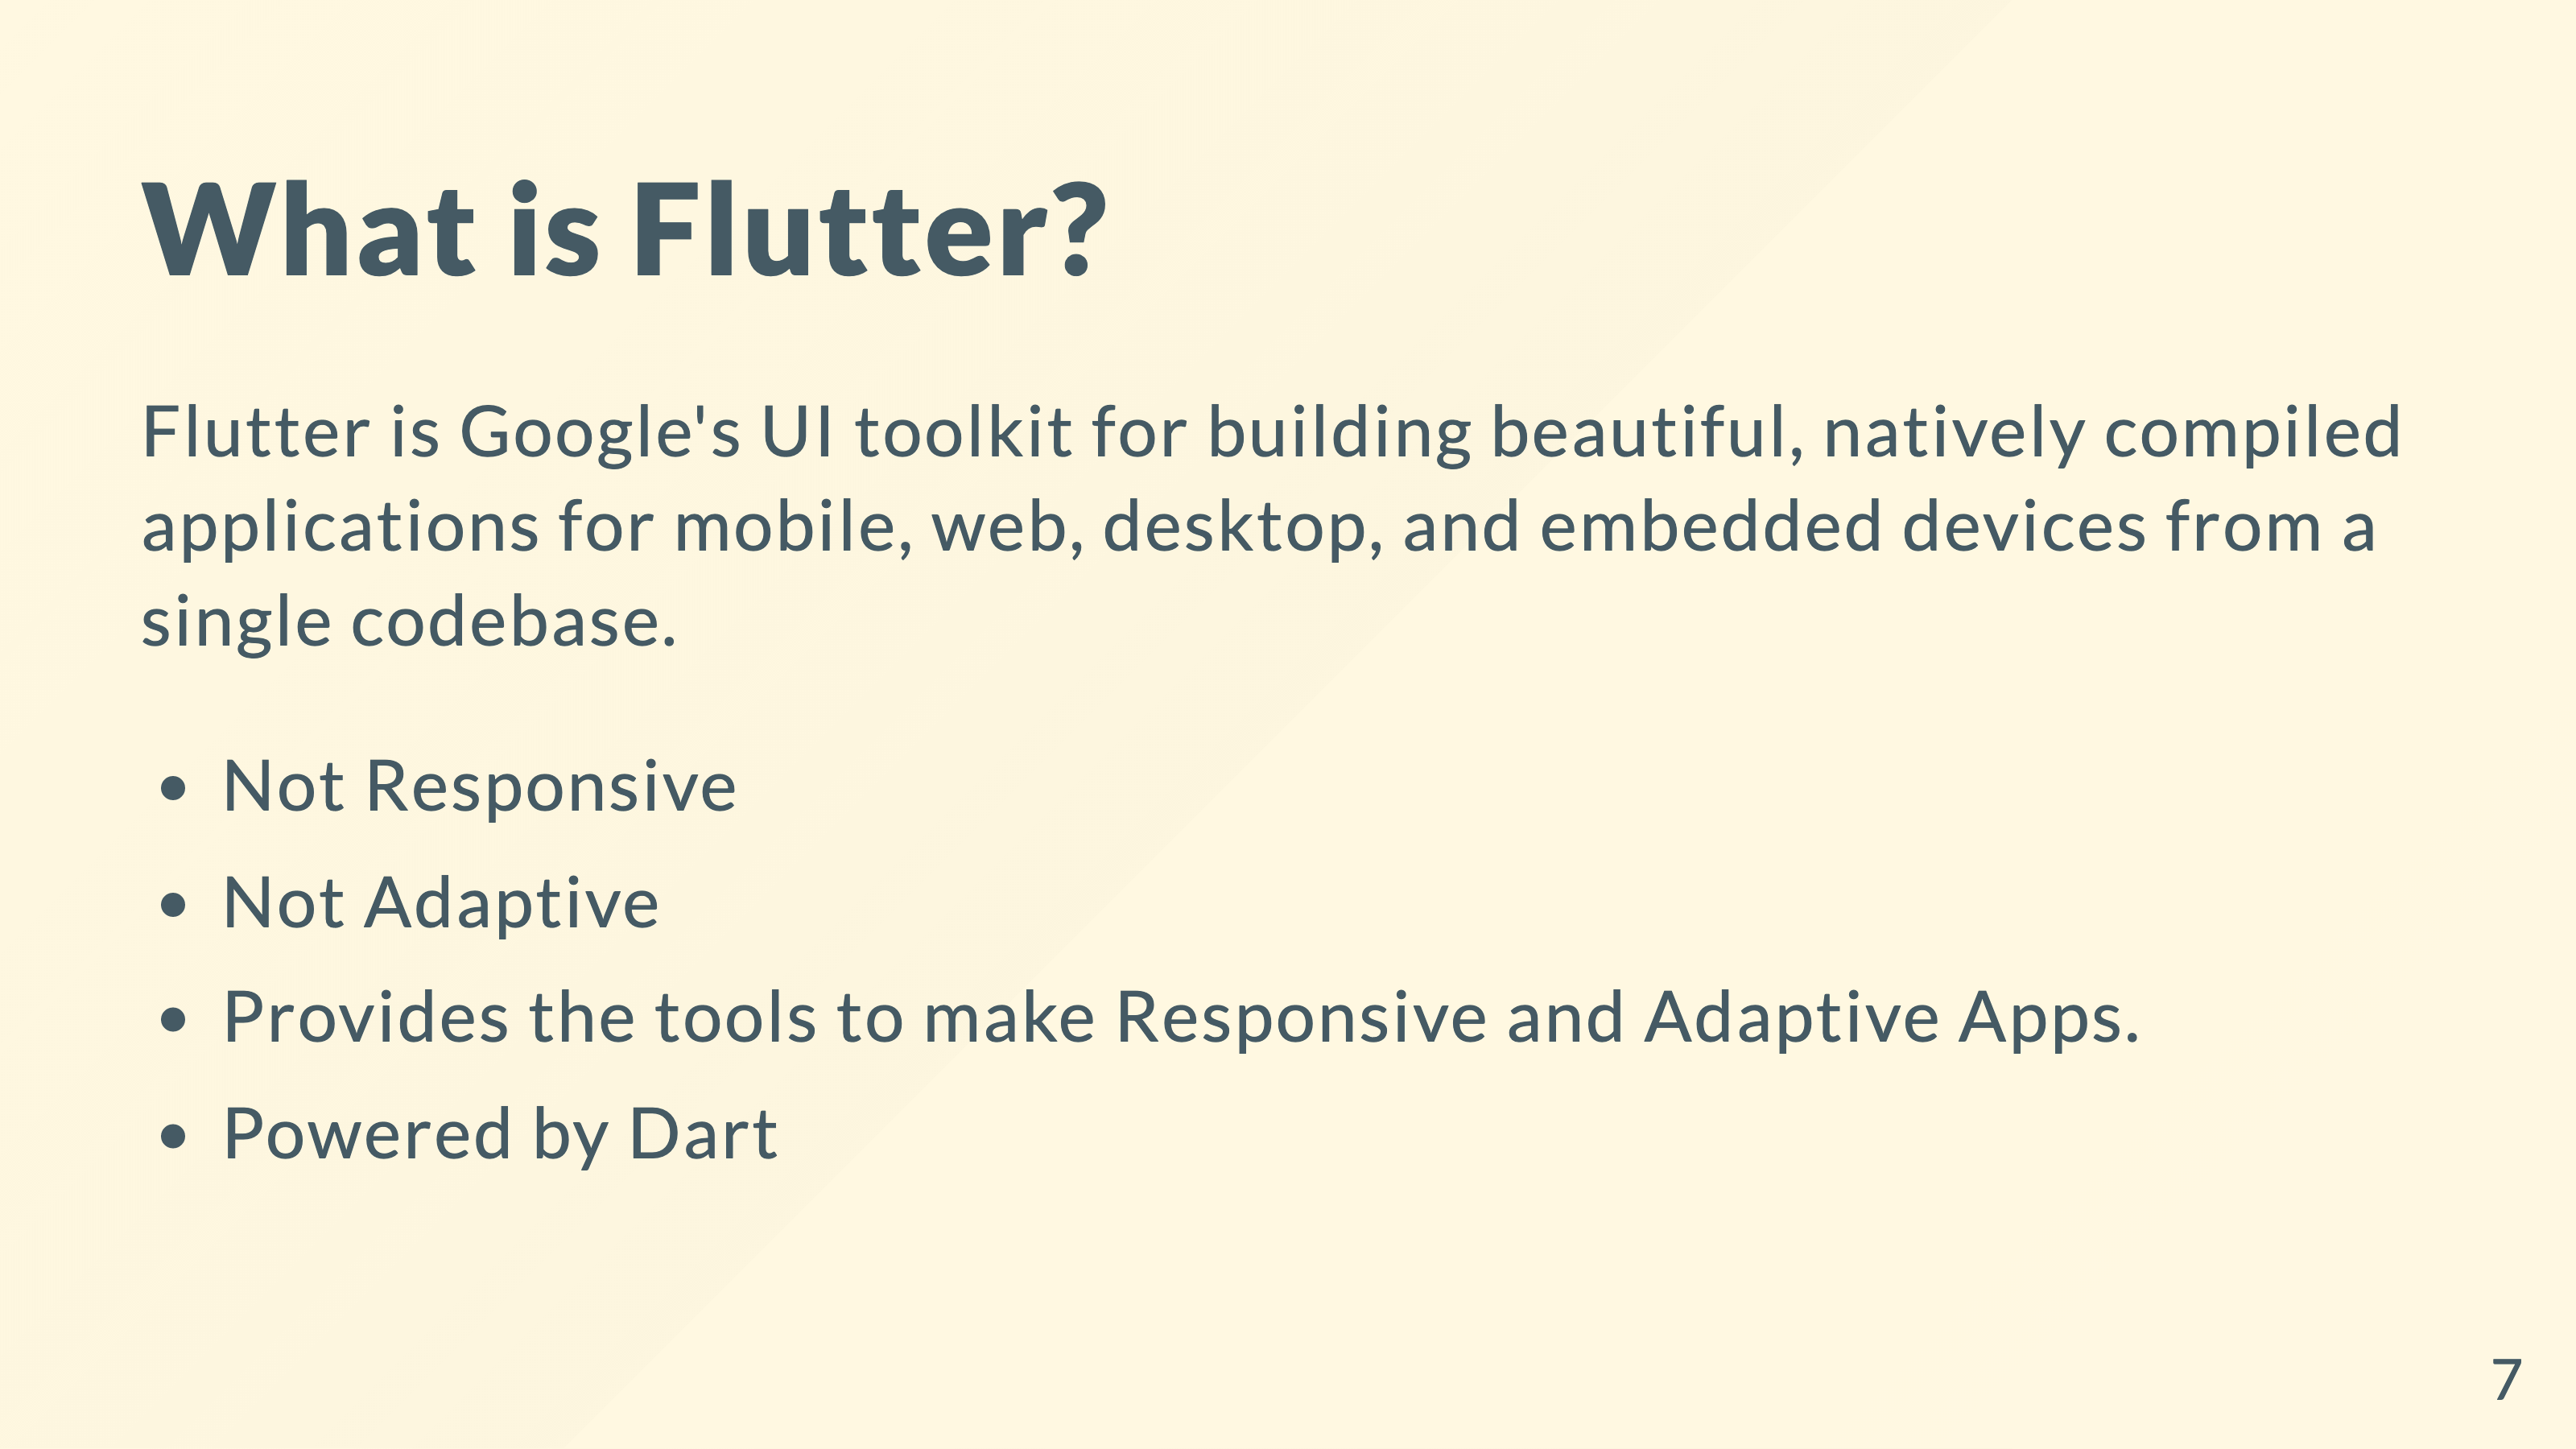 What is Flutter?
Flutter is Google's UI toolkit for building beautiful, natively compiled
applications for mobile, web, desktop, and embedded devices from a
single codebase.
• Not Responsive
• Not Adaptive
• Provides the tools to make Responsive and Adaptive Apps.
• Powered by Dart
7